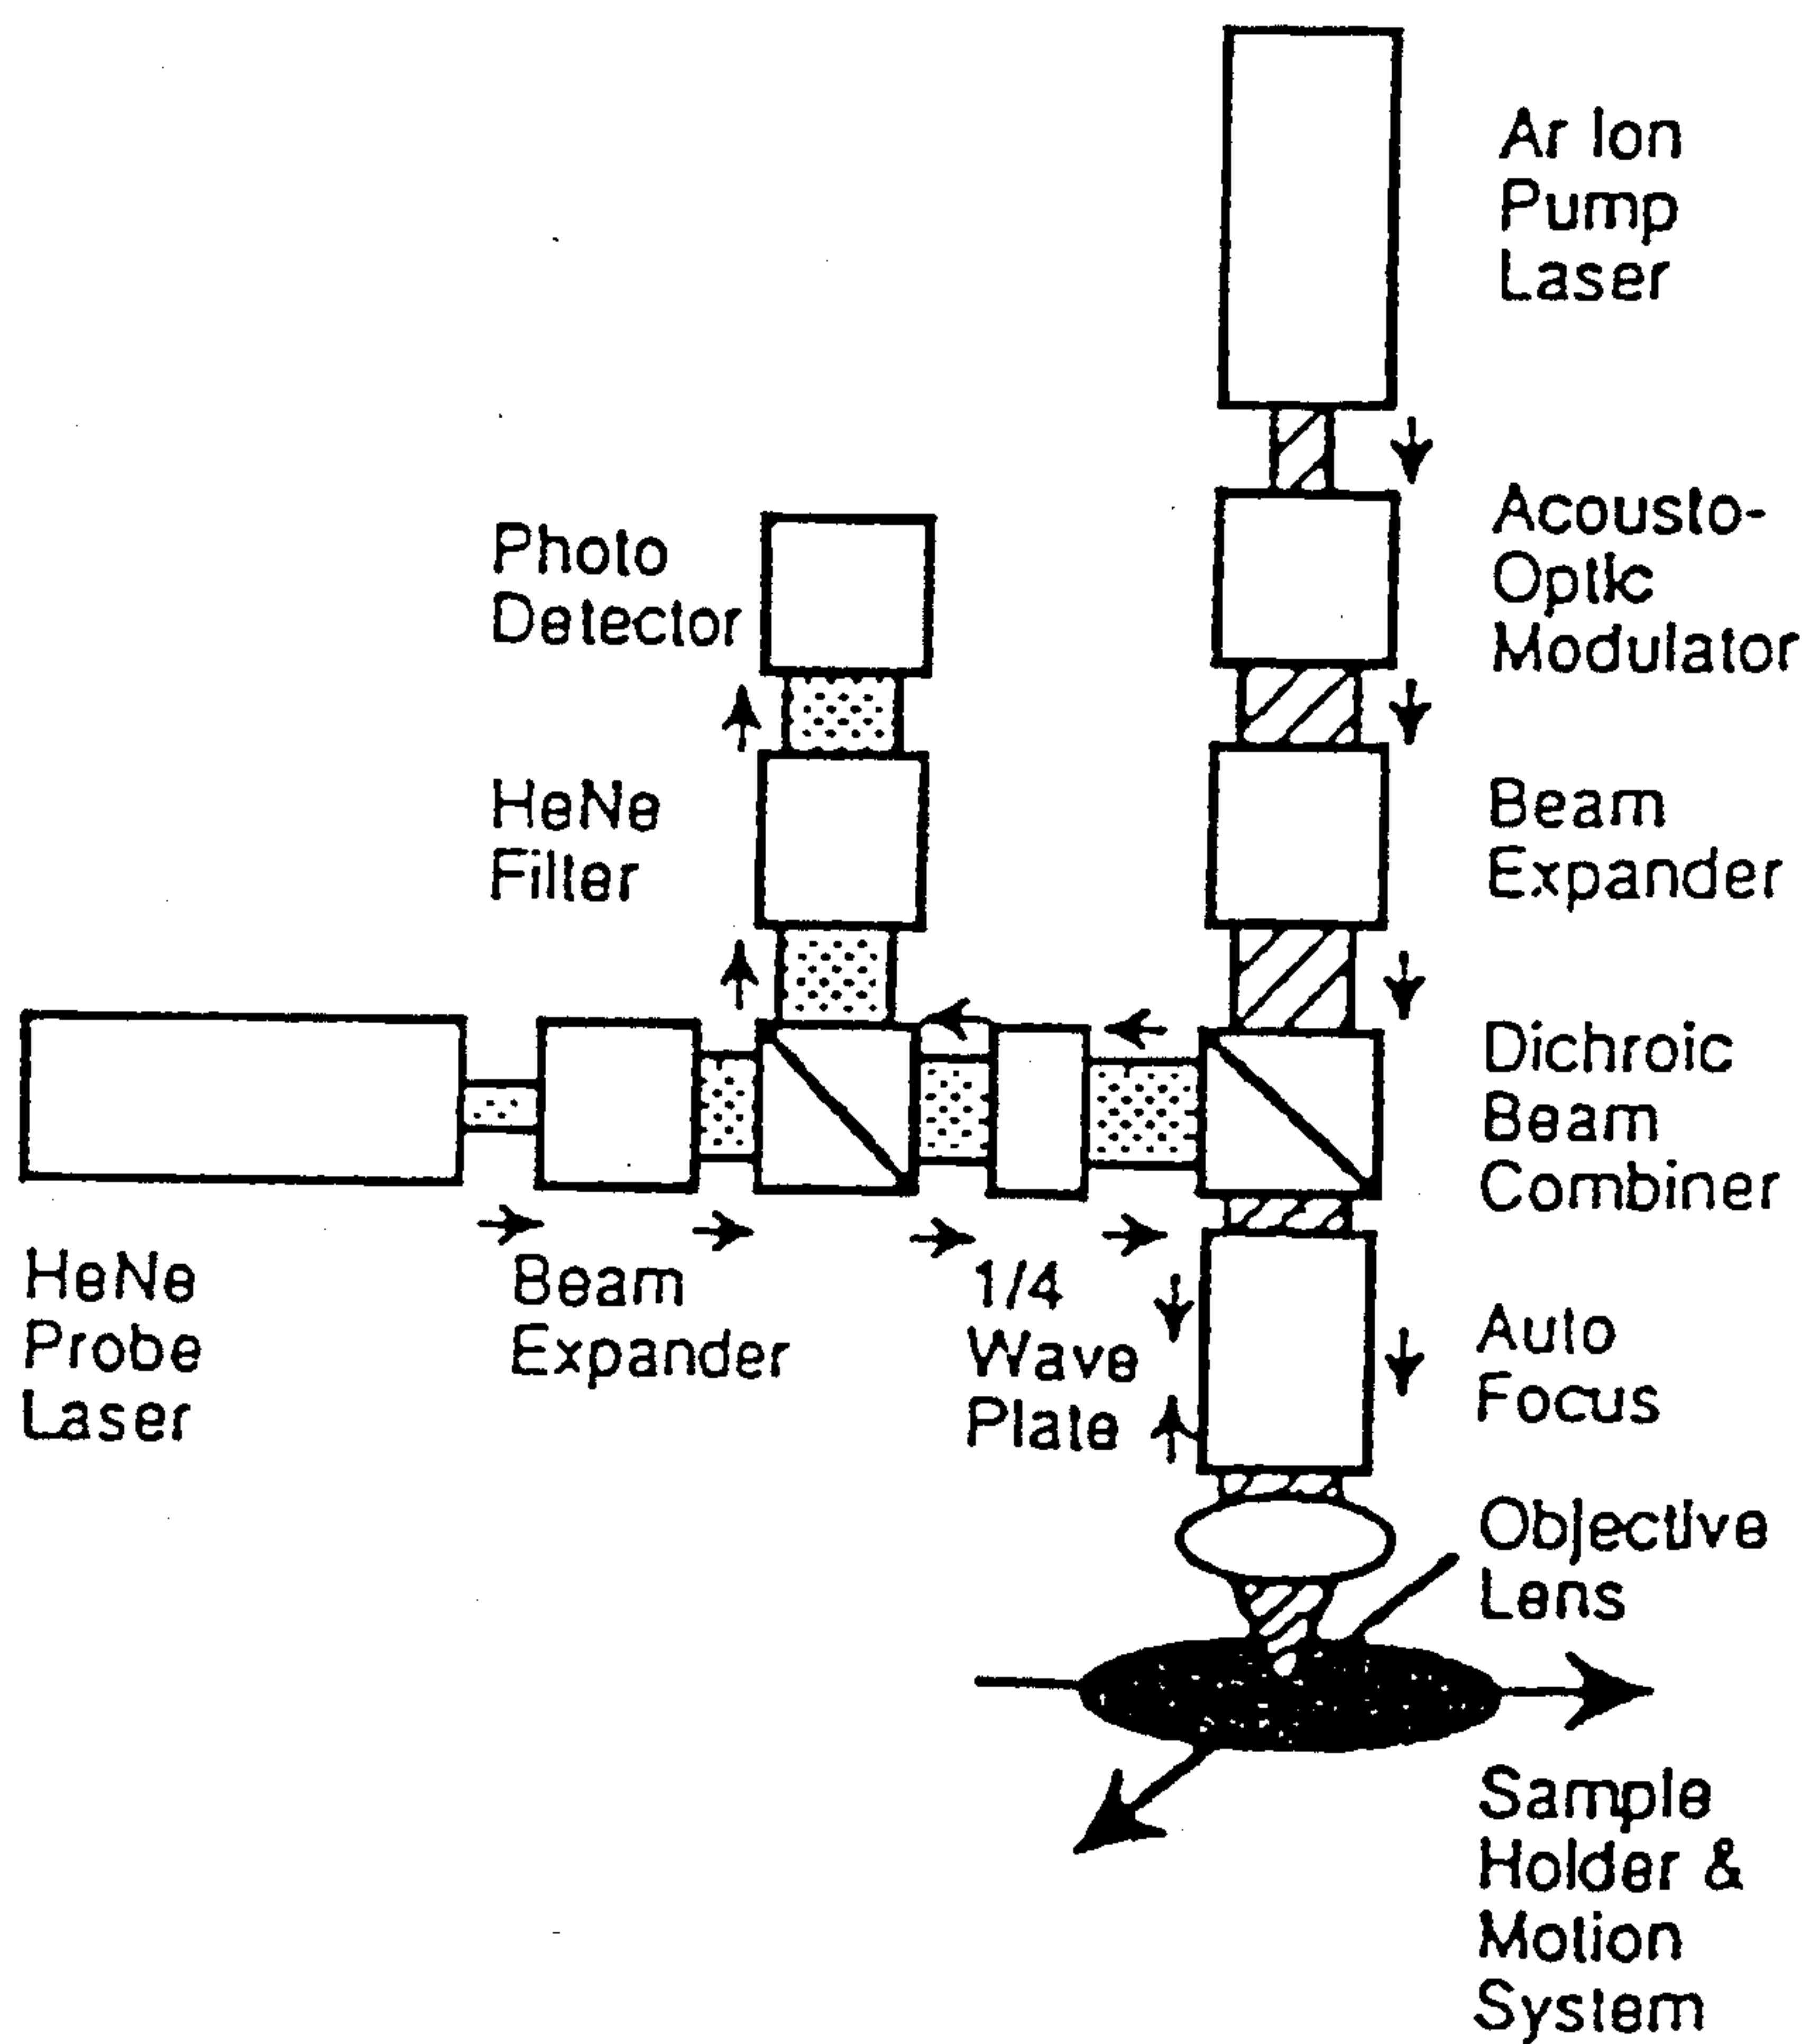 Ar Ion
Pump
Laser
Acousto-
Optic
Modulator
Photo
Detector
HeNe
Filter
Beam
Expander
Dichroic
Beam
Combiner
HeNe
Probe
Laser
Beam
Expander
1/4
Wave
Plate
Auto
Focus
Objective
Lens
Sample
Holder &
Motion
System